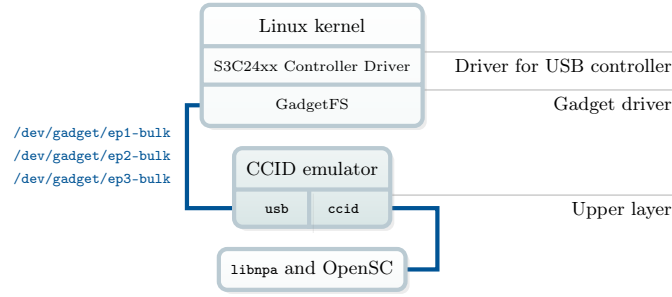 Linux kernel
S3C24xx Controller Driver
Driver for USB controller
GadgetFS
Gadget driver
/dev/gadget/ep1-bulk
/dev/gadget/ep2-bulk
/dev/gadget/ep3-bulk
CCID emulator
usb
ccid
Upper layer
libnpa and OpenSC